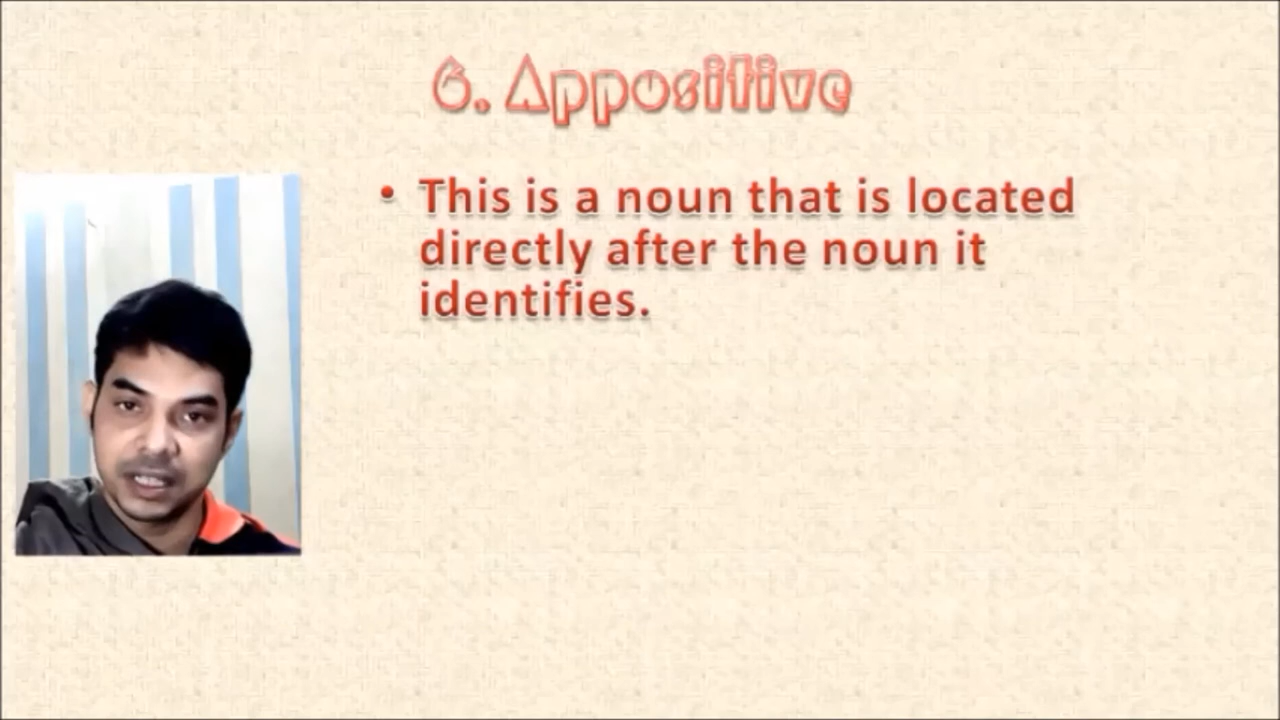 6. Appositive
• This is a noun that is located
directly after the noun it
identifies.